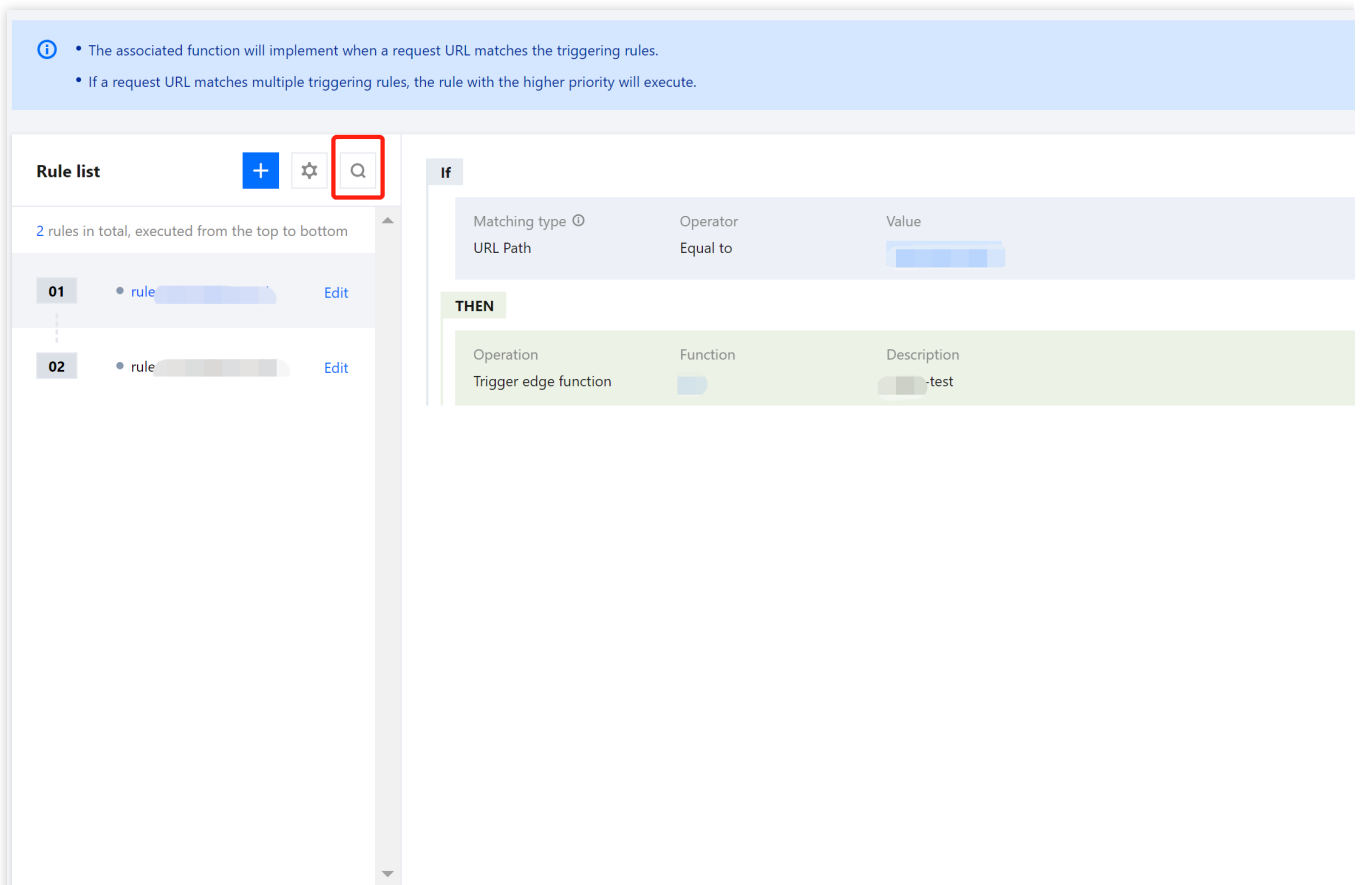 The associated function will implement when a request URL matches the triggering rules.
If a request URL matches multiple triggering rules, the rule with the higher priority will execute.
Rule list
2 rules in total, executed from the top to bottom
01 rule Edit
02 rule Edit
If
Matching type Operator Value
URL Path Equal to
THEN
Operation Function Description
Trigger edge function -test